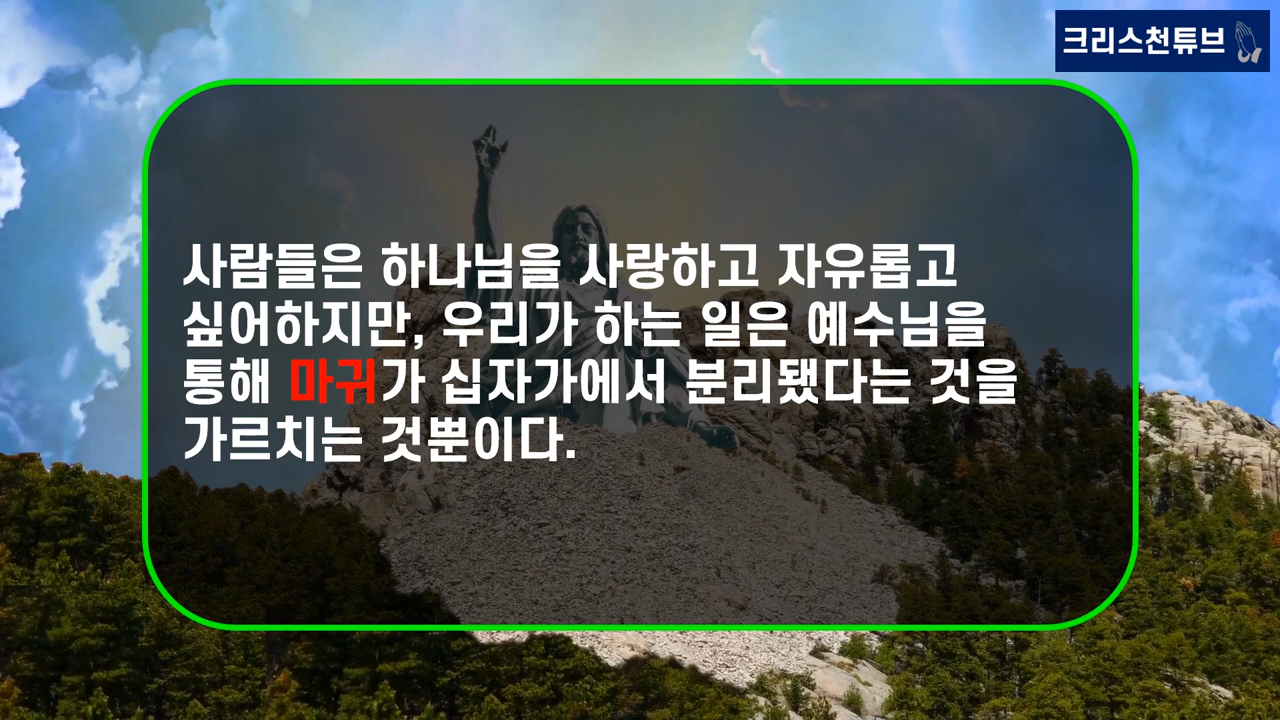 크리스천튜브
사람들은 하나님을 사랑하고 자유롭고
싶어하지만, 우리가 하는 일은 예수님을
통해 마귀가 십자가에서 분리됐다는 것을
가르치는 것뿐이다.